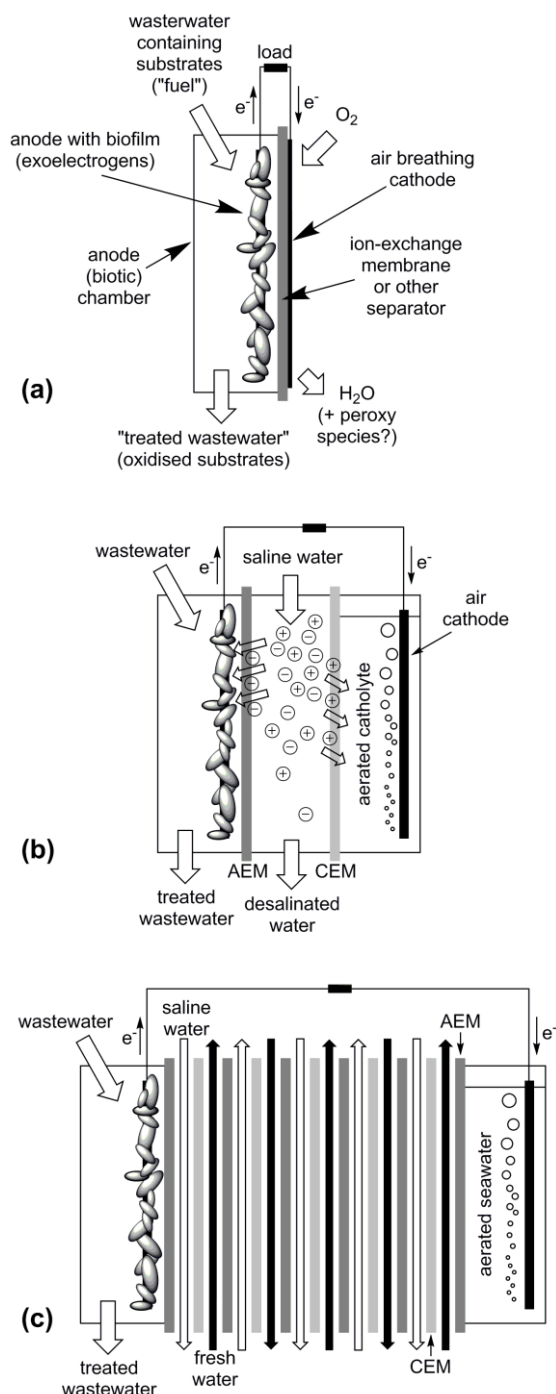 wasterwater
containing
substrates
("fuel")
load
e-
e-
O2
anode with biofilm
(exoelectrogens)
air breathing
cathode
anode
(biotic)
chamber
ion-exchange
membrane
or other
separator
(a)
H2O
(+ peroxy
species?)
"treated wastewater"
(oxidised substrates)
wastewater
e-
saline water
e-
air
cathode
aerated catholyte
(b)
AEM
CEM
treated
wastewater
desalinated
water
wastewater
e-
saline
water
AEM
e-
aerated seawater
(c)
treated
wastewater
fresh
water
CEM